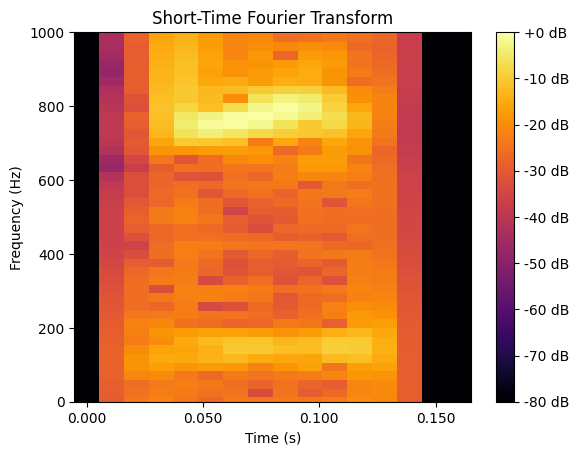 Short-Time Fourier Transform
1000
800
600
400
200
0
Frequency (Hz)
0.000
0.050
0.100
0.150
Time (s)
+0 dB
-10 dB
-20 dB
-30 dB
-40 dB
-50 dB
-60 dB
-70 dB
-80 dB